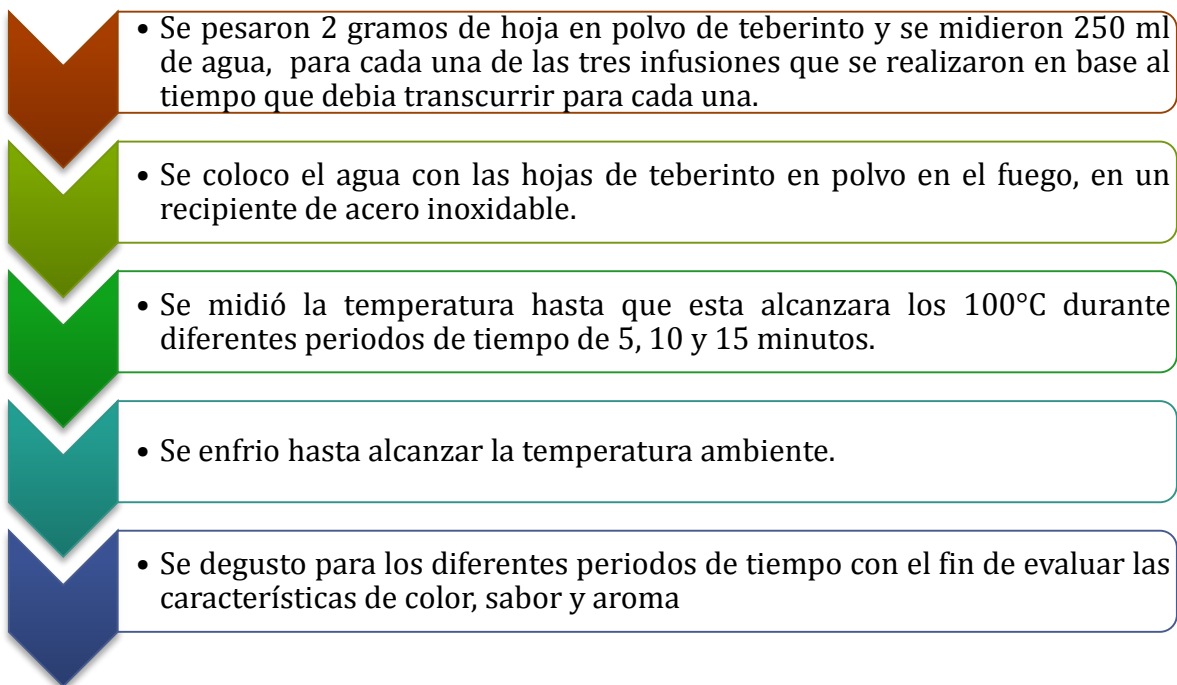 • Se pesaron 2 gramos de hoja en polvo de teberinto y se midieron 250 ml
de agua, para cada una de las tres infusiones que se realizaron en base al
tiempo que debia transcurrir para cada una.
• Se coloco el agua con las hojas de teberinto en polvo en el fuego, en un
recipiente de acero inoxidable.
• Se midió la temperatura hasta que esta alcanzara los 100°C durante
diferentes periodos de tiempo de 5, 10 y 15 minutos.
• Se enfrio hasta alcanzar la temperatura ambiente.
• Se degusto para los diferentes periodos de tiempo con el fin de evaluar las
características de color, sabor y aroma